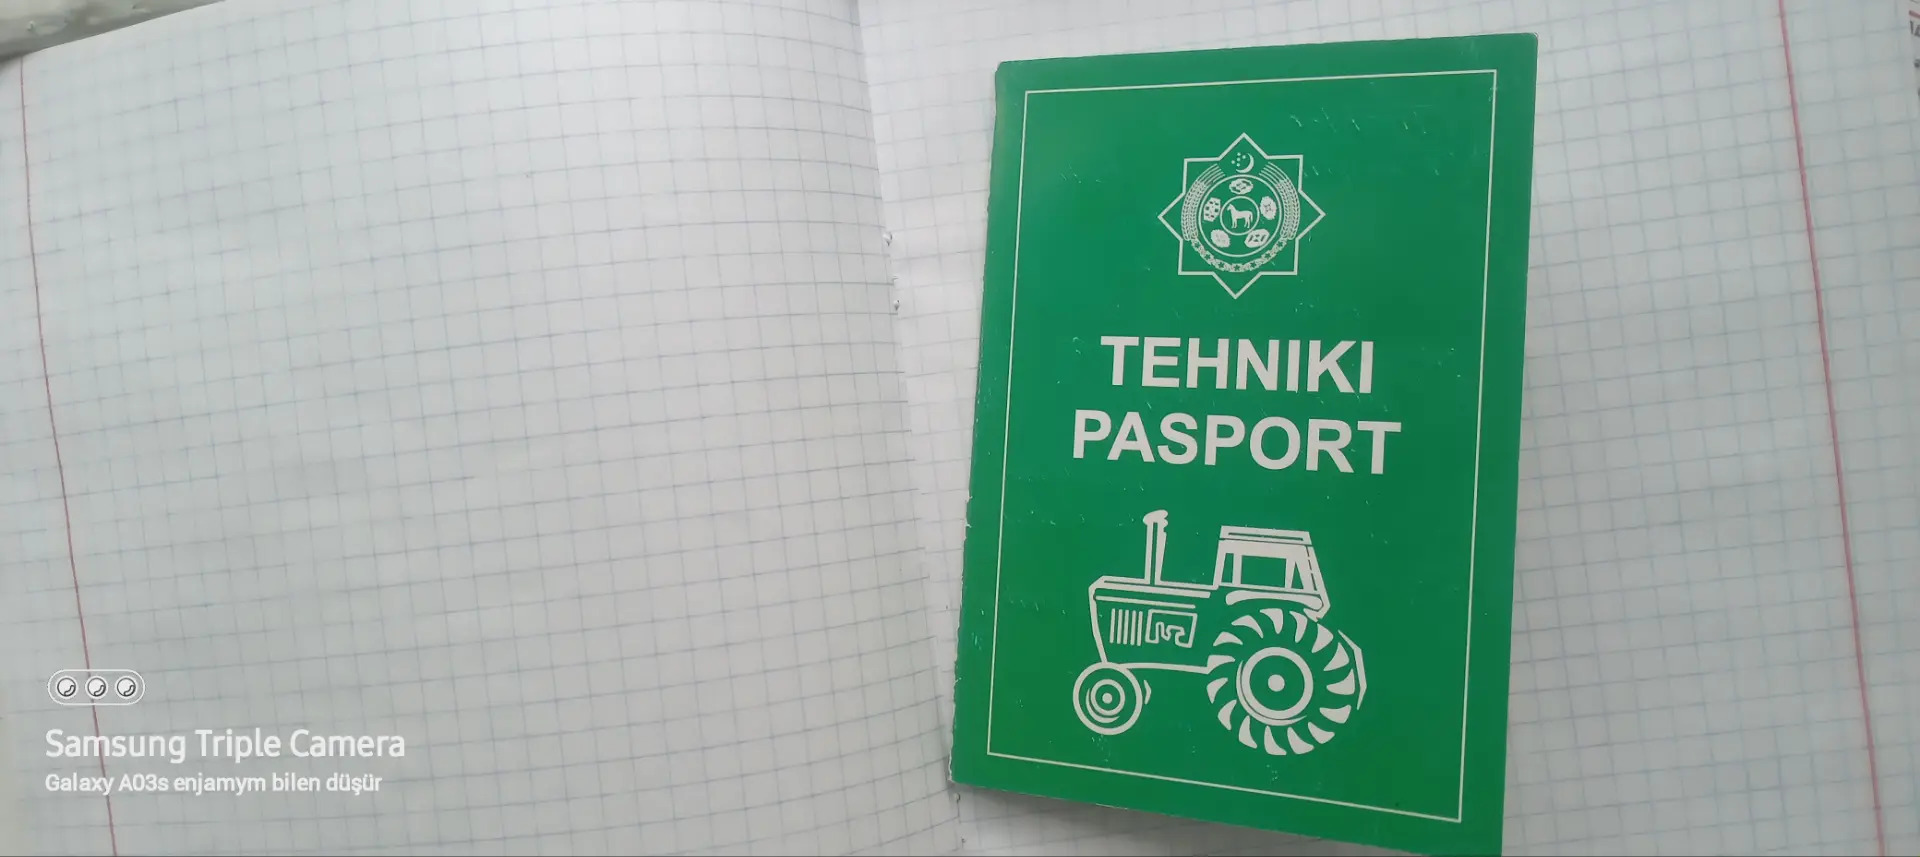 TEHNIKI
PASPORT
Samsung Triple Camera
Galaxy A03s enjamym bilen düşür